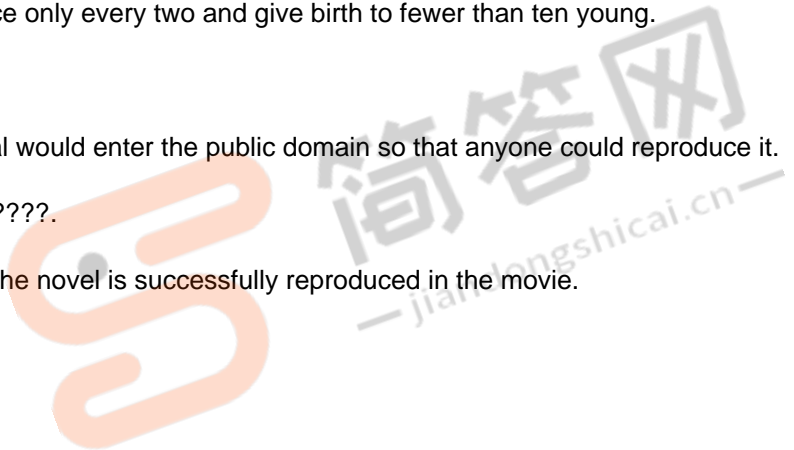 ce only every two and give birth to fewer than ten young.
al would enter the public domain so that anyone could reproduce it.
????.
he novel is successfully reproduced in the movie.
简答网
jiandongshicai.cn